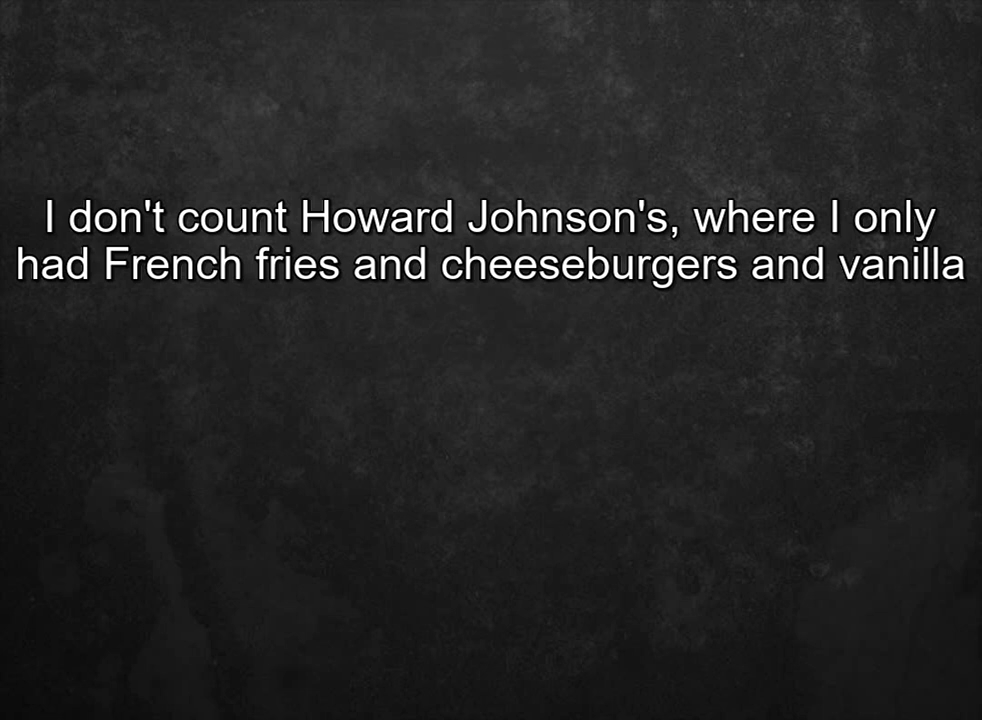 I don't count Howard Johnson's, where I only
had French fries and cheeseburgers and vanilla